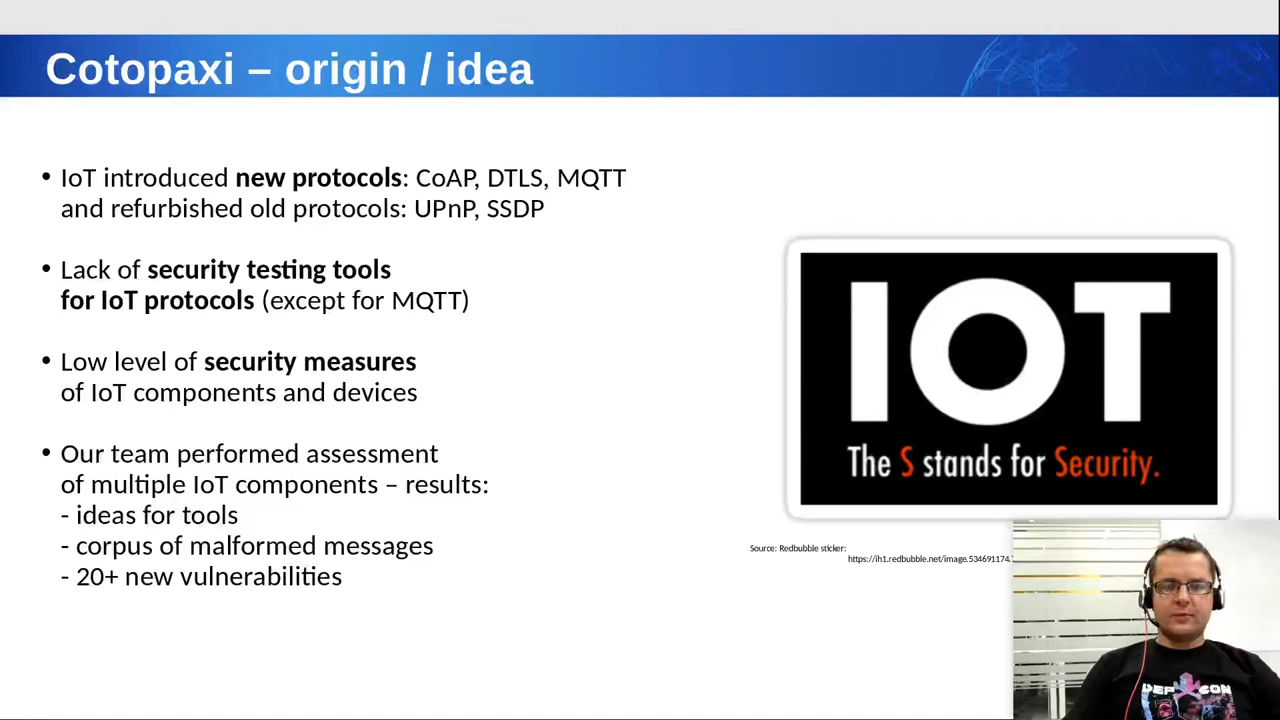 Cotopaxi – origin / idea
• IoT introduced new protocols: CoAP, DTLS, MQTT
and refurbished old protocols: UPnP, SSDP
• Lack of security testing tools
for IoT protocols (except for MQTT)
• Low level of security measures
of IoT components and devices
• Our team performed assessment
of multiple IoT components – results:
- ideas for tools
- corpus of malformed messages
- 20+ new vulnerabilities
IOT
The S stands for Security.
Source: Redbubble sticker:
https://ih1.redbubble.net/image.534691174.
DEF CON